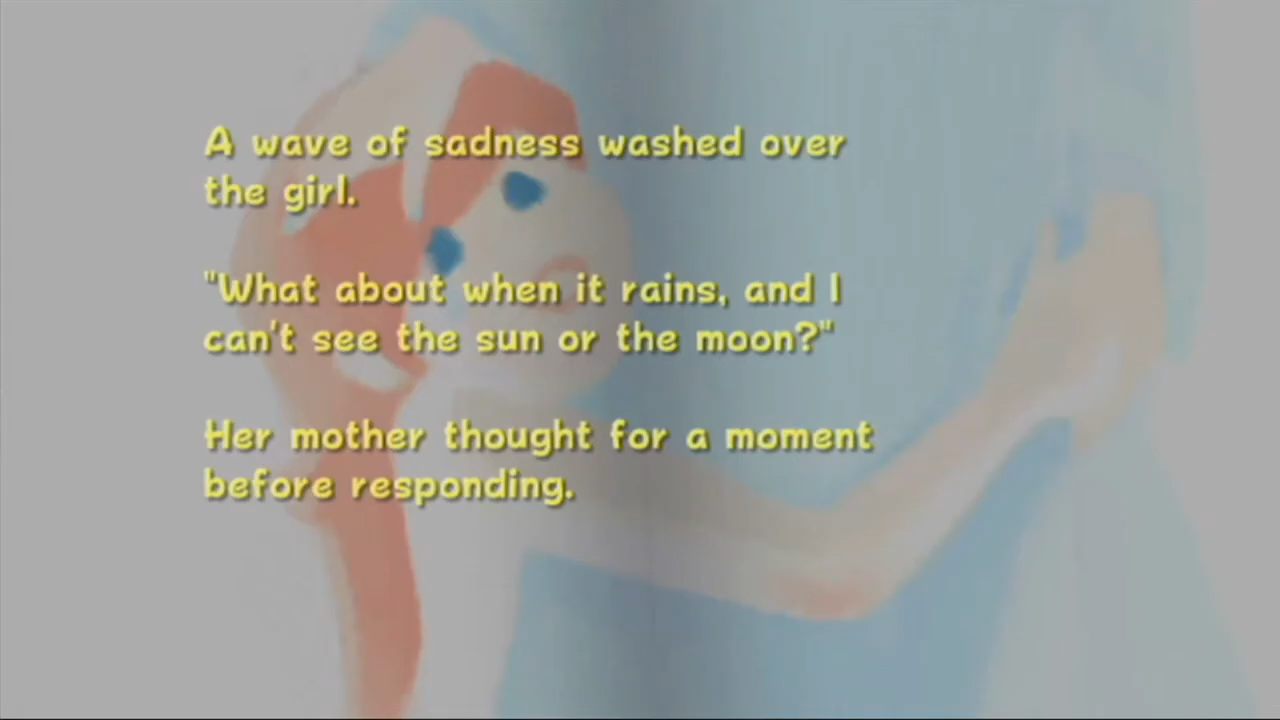 A wave of sadness washed over
the girl.
"What about when it rains, and I
can't see the sun or the moon?"
Her mother thought for a moment
before responding.